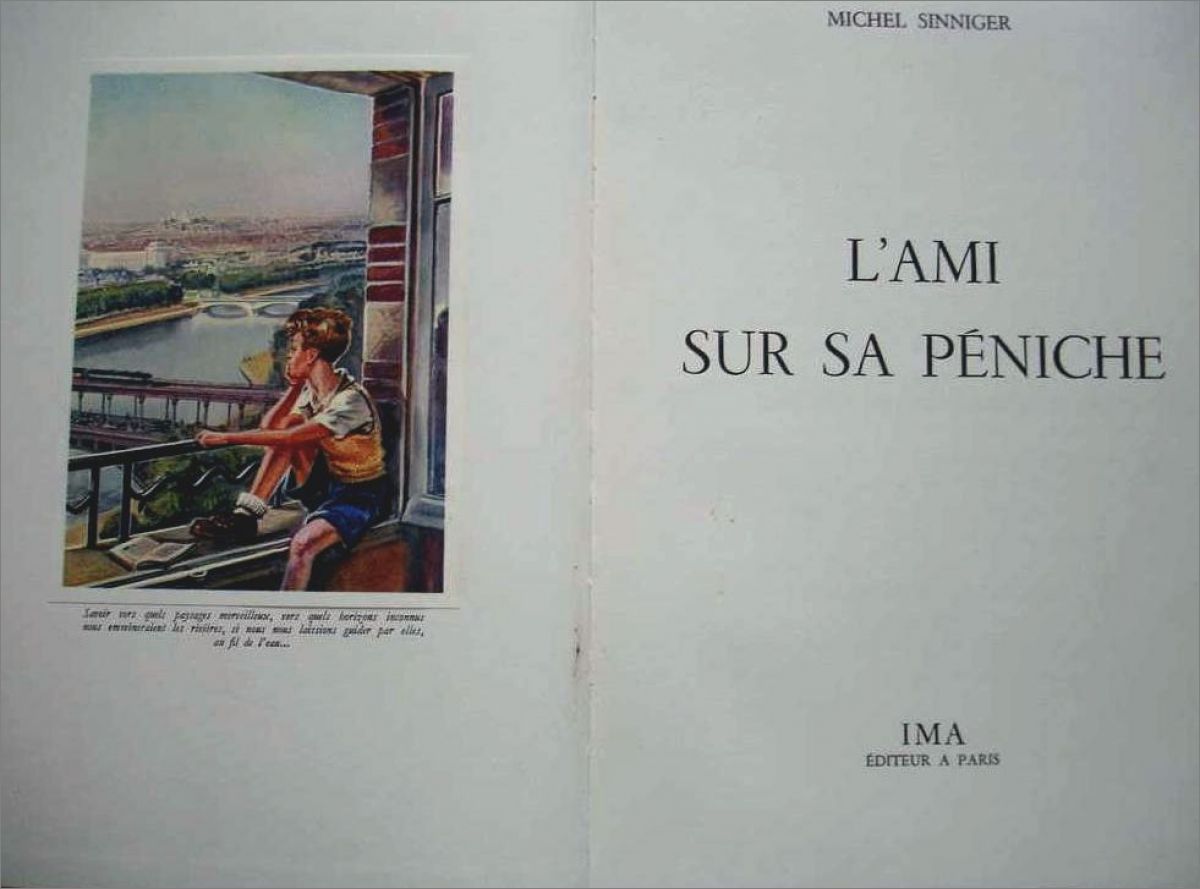 Savoir vers quels paysages merveilleux, vers quels horizons inconnus
nous emmèneraient les rivières, si nous nous laissions guider par elles,
au fil de l'eau...
MICHEL SINNIGER
L'AMI
SUR SA PÉNICHE
IMA
ÉDITEUR A PARIS